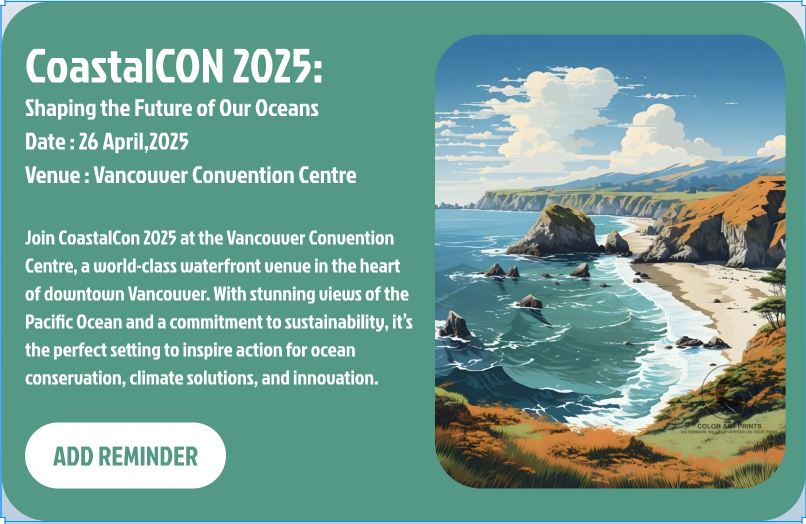 CoastalCON 2025:
Shaping the Future of Our Oceans
Date : 26 April,2025
Venue : Vancouver Convention Centre
Join CoastalCon 2025 at the Vancouver Convention
Centre, a world-class waterfront venue in the heart
of downtown Vancouver. With stunning views of the
Pacific Ocean and a commitment to sustainability, it's
the perfect setting to inspire action for ocean
conservation, climate solutions, and innovation.
ADD REMINDER
COLOR ART PRINTS